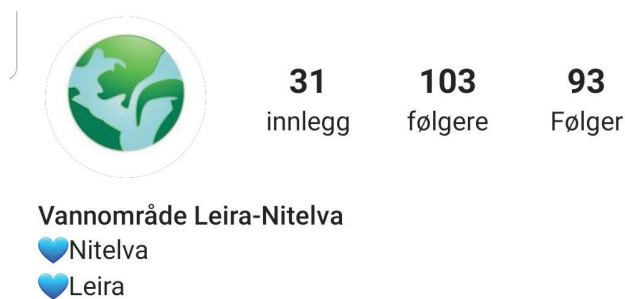 31 103 93
innlegg følgere Følger
Vannområde Leira-Nitelva
💙Nitelva
💙Leira